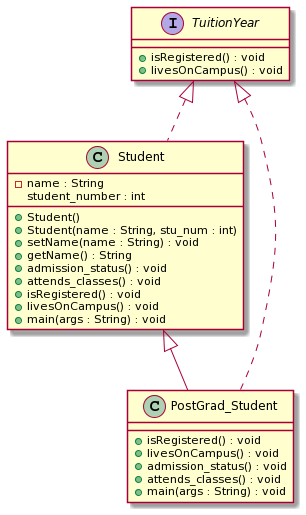 I TuitionYear
isRegistered() : void
livesOnCampus() : void
C Student
name : String
student_number : int
Student()
Student(name : String, stu_num : int)
setName(name : String) : void
getName() : String
admission_status() : void
attends_classes() : void
isRegistered() : void
livesOnCampus() : void
main(args : String) : void
C PostGrad_Student
isRegistered() : void
livesOnCampus() : void
admission_status() : void
attends_classes() : void
main(args : String) : void